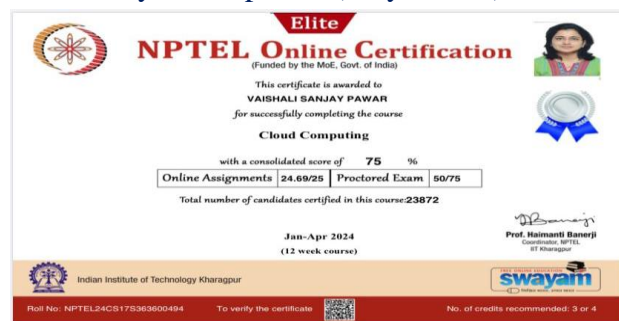 Elite
NPTEL Online Certification
(Funded by the MoE, Govt. of India)
This certificate is awarded to
VAISHALI SANJAY PAWAR
for successfully completing the course
Cloud Computing
with a consolidated score of 75 %
Online Assignments 24.69/25 Proctored Exam 50/75
Total number of candidates certified in this course:23872
Jan-Apr 2024
(12 week course)
Prof. Haimanti Banerji
Coordinator, NPTEL
IIT Kharagpur
Indian Institute of Technology Kharagpur
FREE ONLINE EDUCATION
swayam
Roll No: NPTEL24CS17S363600494 To verify the certificate No. of credits recommended: 3 or 4